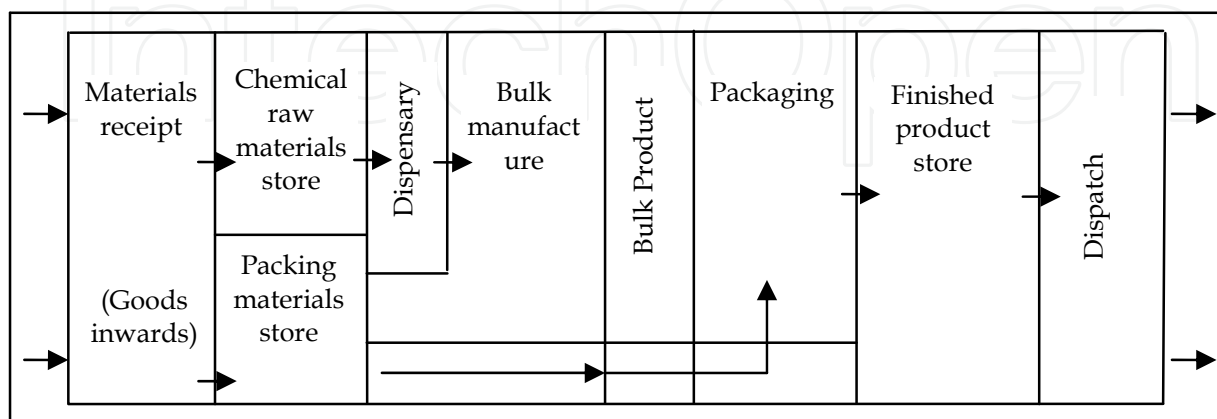 IntechOpen
Materials
receipt
(Goods
inwards)
Chemical
raw
materials
store
Packing
materials
store
Dispensary
Bulk
manufact
ure
Bulk Product
Packaging
Finished
product
store
Dispatch